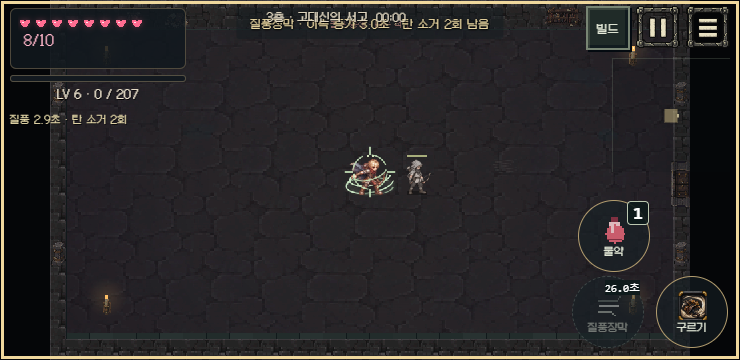 3층 · 고대신의 서고 00:00
질풍장막 · 이속 증가 3.0초 · 탄 소거 2회 남음
빌드
8/10
LV 6 · 0 / 207
질풍 2.9초 · 탄 소거 2회
1
물약
26.0초
질풍장막
구르기